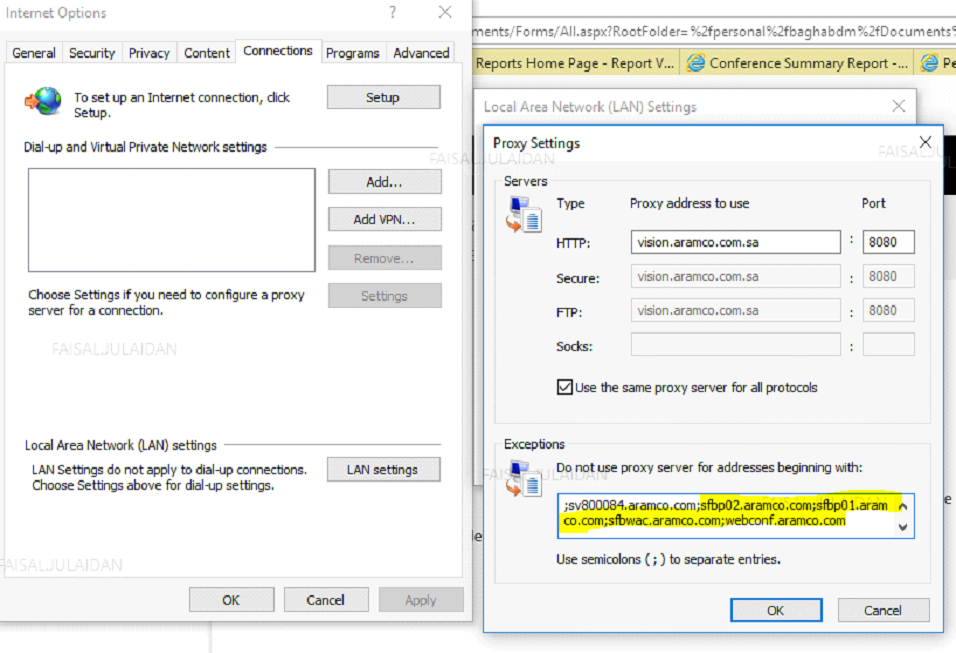 Internet Options
?
General Security Privacy Content Connections Programs Advanced
To set up an Internet connection, click
Setup.
Setup
Dial-up and Virtual Private Network settings
Add...
Add VPN...
Remove...
Choose Settings if you need to configure a proxy
server for a connection.
Settings
FAISALJULAIDAN
Local Area Network (LAN) settings
LAN Settings do not apply to dial-up connections.
Choose Settings above for dial-up settings.
LAN settings
FAISALJULAIDAN
OK Cancel Apply
ments/Forms/All.aspx?RootFolder=%2fpersonal%2fbaghabdm%2fDocuments%
Reports Home Page - Report V... Conference Summary Report -... Pe
Local Area Network (LAN) Settings
Proxy Settings
FAISALJULAIDAN
FAISALJUL
Servers
Type Proxy address to use Port
HTTP: vision.aramco.com.sa : 8080
Secure: vision.aramco.com.sa : 8080
FTP: vision.aramco.com.sa : 8080
Socks: :
Use the same proxy server for all protocols
Exceptions
FAISALJULAIDAN
Do not use proxy server for addresses beginning with:
;sv800084.aramco.com;sfbp02.aramco.com;sfbp01.aram
co.com;sfbwac.aramco.com;webconf.aramco.com
Use semicolons (;) to separate entries.
OK Cancel